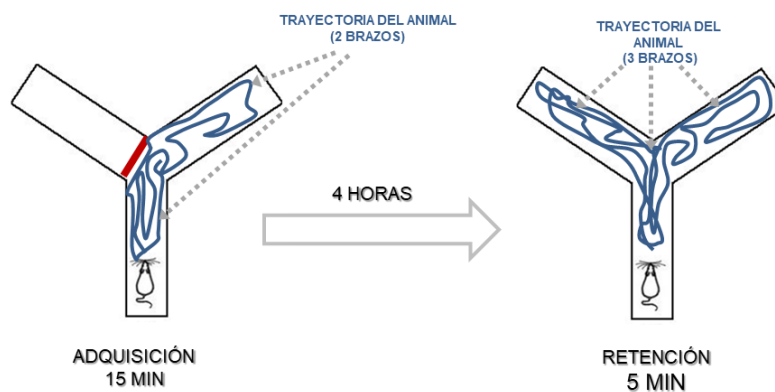 TRAYECTORIA DEL ANIMAL
(2 BRAZOS)
TRAYECTORIA DEL
ANIMAL
(3 BRAZOS)
4 HORAS
ADQUISICIÓN
15 MIN
RETENCIÓN
5 MIN